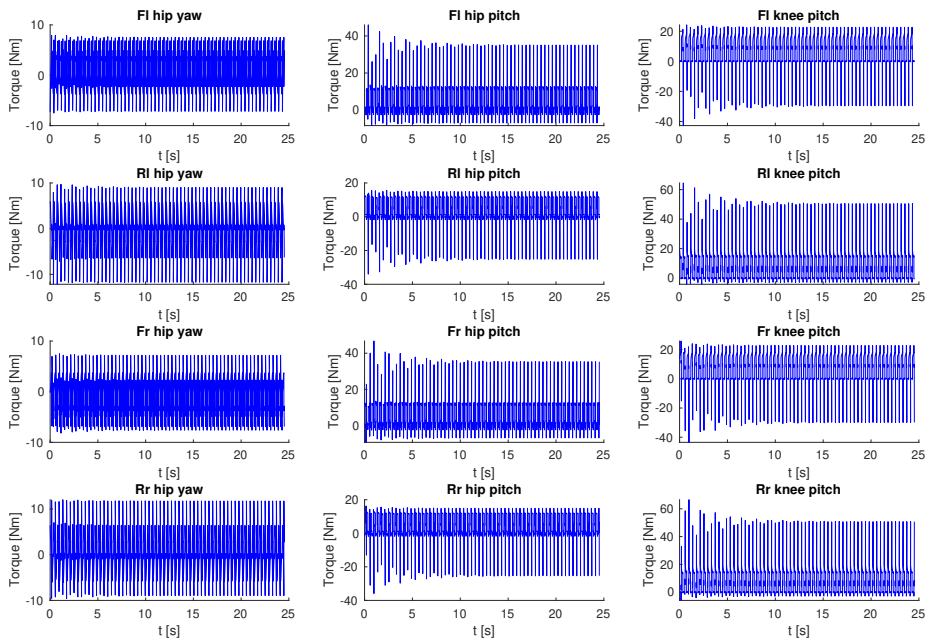 Fl hip yaw
Torque [Nm]
10
0
-10
0 5 10 15 20 25
t [s]
Fl hip pitch
Torque [Nm]
40
20
0
0 5 10 15 20 25
t [s]
Fl knee pitch
Torque [Nm]
20
0
-20
-40
0 5 10 15 20 25
t [s]
Rl hip yaw
Torque [Nm]
10
0
-10
0 5 10 15 20 25
t [s]
Rl hip pitch
Torque [Nm]
20
0
-20
-40
0 5 10 15 20 25
t [s]
Rl knee pitch
Torque [Nm]
60
40
20
0
0 5 10 15 20 25
t [s]
Fr hip yaw
Torque [Nm]
10
0
-10
0 5 10 15 20 25
t [s]
Fr hip pitch
Torque [Nm]
40
20
0
0 5 10 15 20 25
t [s]
Fr knee pitch
Torque [Nm]
20
0
-20
-40
0 5 10 15 20 25
t [s]
Rr hip yaw
Torque [Nm]
10
0
-10
0 5 10 15 20 25
t [s]
Rr hip pitch
Torque [Nm]
20
0
-20
-40
0 5 10 15 20 25
t [s]
Rr knee pitch
Torque [Nm]
60
40
20
0
0 5 10 15 20 25
t [s]